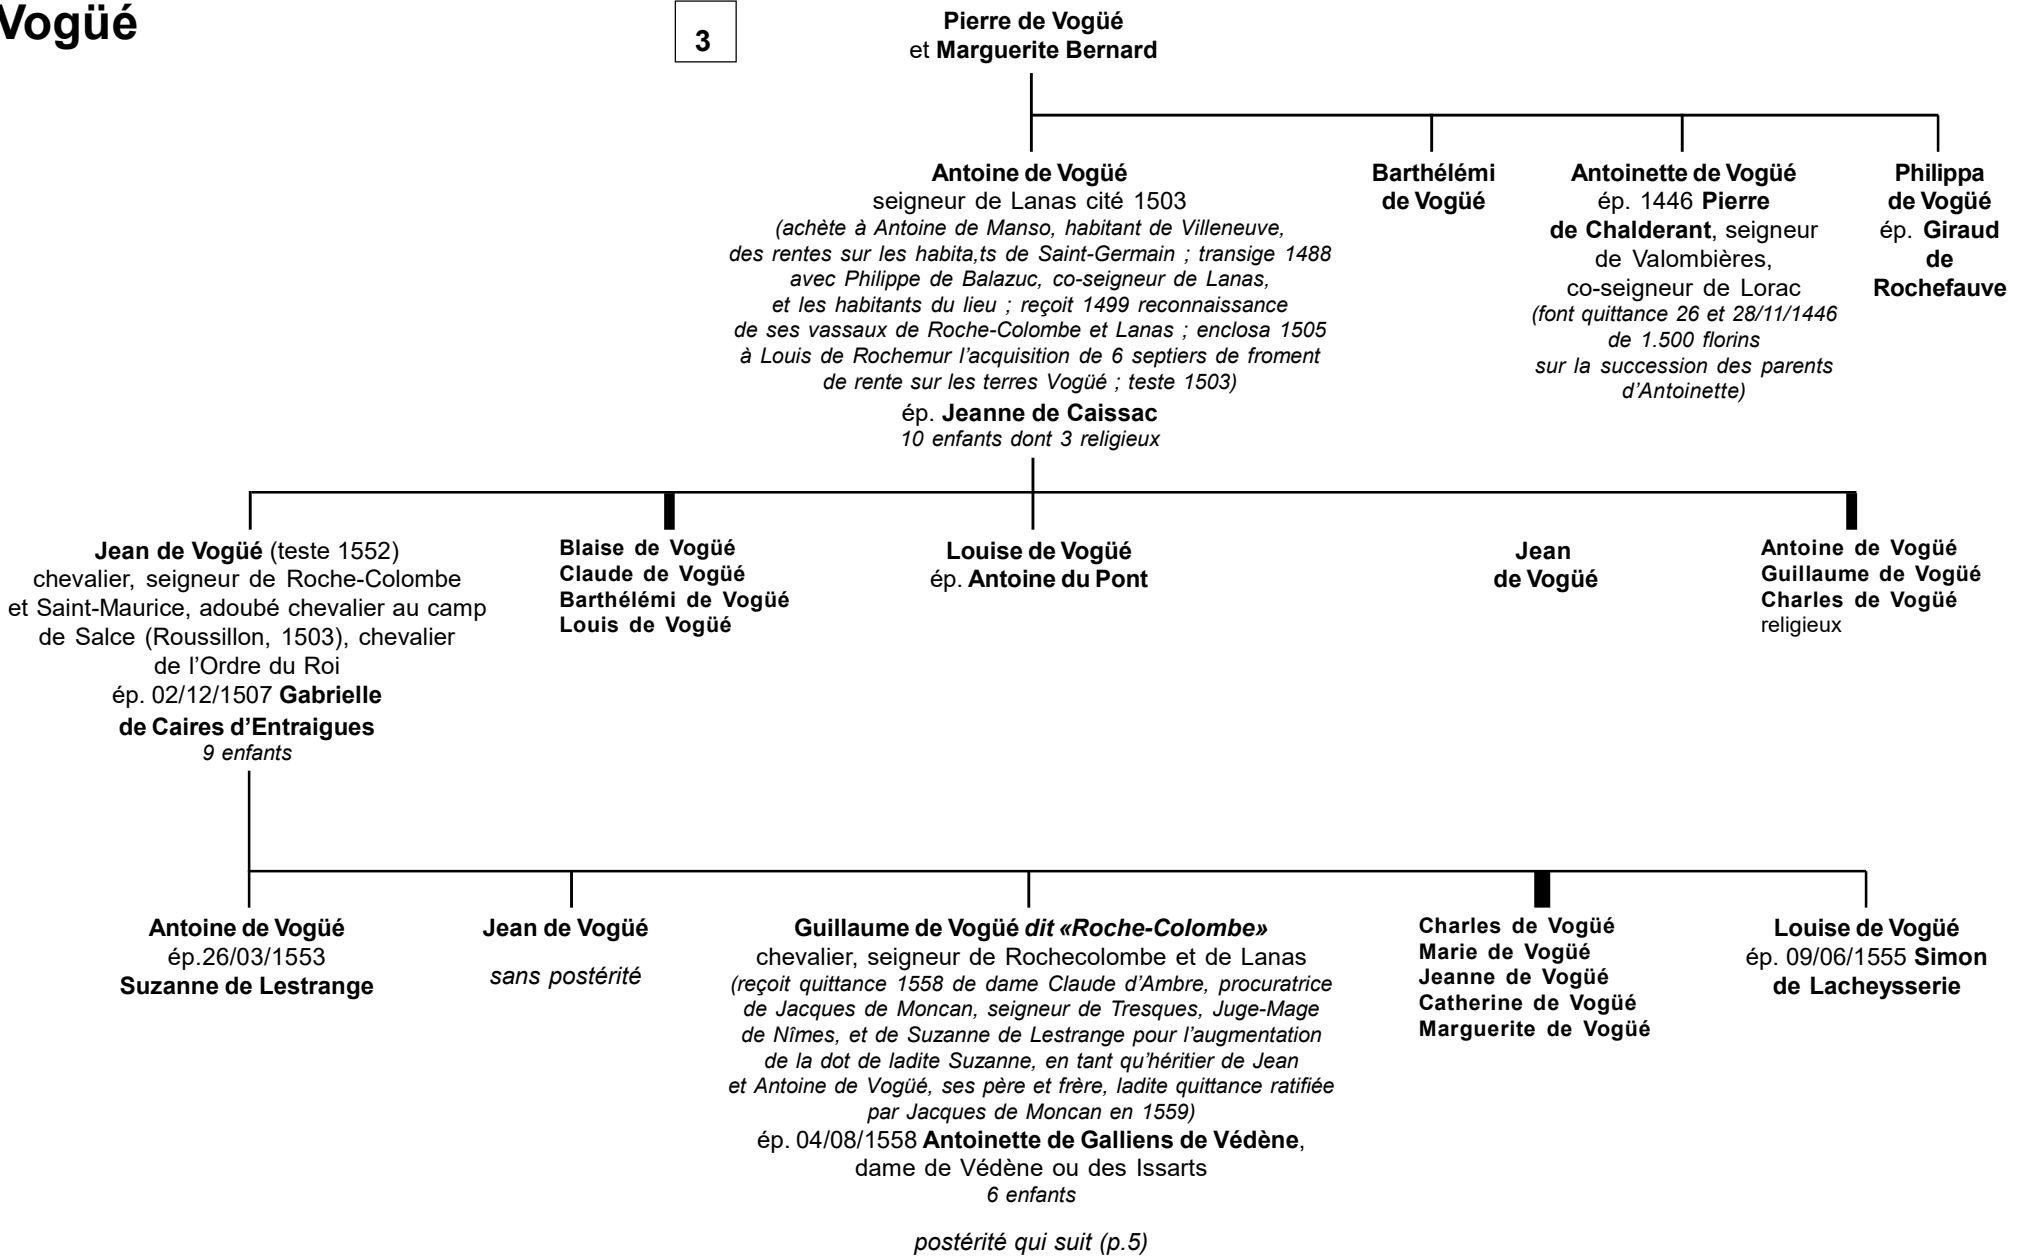 Vogüé
3
Pierre de Vogüé
et Marguerite Bernard
Antoine de Vogüé
seigneur de Lanas cité 1503
(achète à Antoine de Manso, habitant de Villeneuve,
des rentes sur les habita,ts de Saint-Germain ; transige 1488
avec Philippe de Balazuc, co-seigneur de Lanas,
et les habitants du lieu ; reçoit 1499 reconnaissance
de ses vassaux de Roche-Colombe et Lanas ; enclosa 1505
à Louis de Rochemur l’acquisition de 6 septiers de froment
de rente sur les terres Vogüé ; teste 1503)
ép. Jeanne de Caissac
10 enfants dont 3 religieux
Barthélémi
de Vogüé
Antoinette de Vogüé
ép. 1446 Pierre
de Chalderant, seigneur
de Valombières,
co-seigneur de Lorac
(font quittance 26 et 28/11/1446
de 1.500 florins
sur la succession des parents
d’Antoinette)
Philippa
de Vogüé
ép. Giraud
de
Rochefauve
Jean de Vogüé (teste 1552)
chevalier, seigneur de Roche-Colombe
et Saint-Maurice, adoubé chevalier au camp
de Salce (Roussillon, 1503), chevalier
de l’Ordre du Roi
ép. 02/12/1507 Gabrielle
de Caires d’Entraigues
9 enfants
Blaise de Vogüé
Claude de Vogüé
Barthélémi de Vogüé
Louis de Vogüé
Louise de Vogüé
ép. Antoine du Pont
Jean
de Vogüé
Antoine de Vogüé
Guillaume de Vogüé
Charles de Vogüé
religieux
Antoine de Vogüé
ép.26/03/1553
Suzanne de Lestrange
Jean de Vogüé
sans postérité
Guillaume de Vogüé dit «Roche-Colombe»
chevalier, seigneur de Rochecolombe et de Lanas
(reçoit quittance 1558 de dame Claude d’Ambre, procuratrice
de Jacques de Moncan, seigneur de Tresques, Juge-Mage
de Nîmes, et de Suzanne de Lestrange pour l’augmentation
de la dot de ladite Suzanne, en tant qu’héritier de Jean
et Antoine de Vogüé, ses père et frère, ladite quittance ratifiée
par Jacques de Moncan en 1559)
ép. 04/08/1558 Antoinette de Galliens de Védène,
dame de Védène ou des Issarts
6 enfants
postérité qui suit (p.5)
Charles de Vogüé
Marie de Vogüé
Jeanne de Vogüé
Catherine de Vogüé
Marguerite de Vogüé
Louise de Vogüé
ép. 09/06/1555 Simon
de Lacheysserie